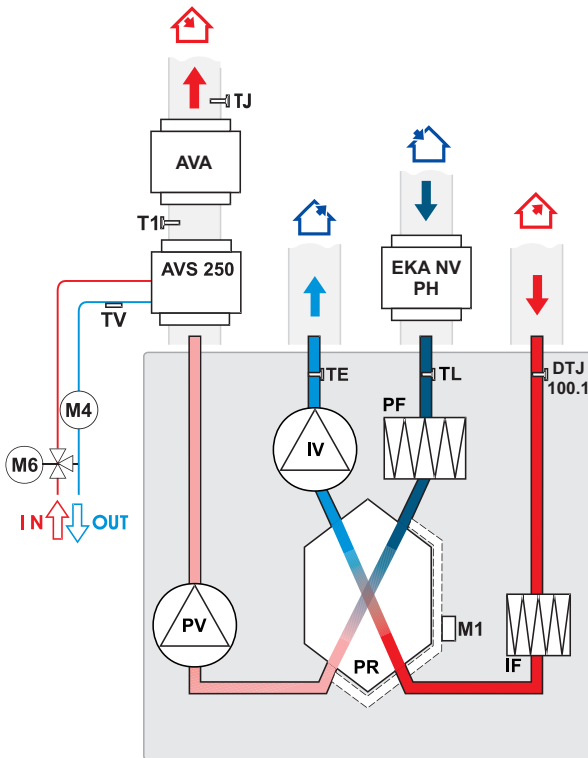 TJ
AVA
T1
AVS 250
EKA NV
PH
TV
TE
TL
DTJ
100.1
PF
M4
IV
M6
IN
OUT
PV
M1
PR
IF